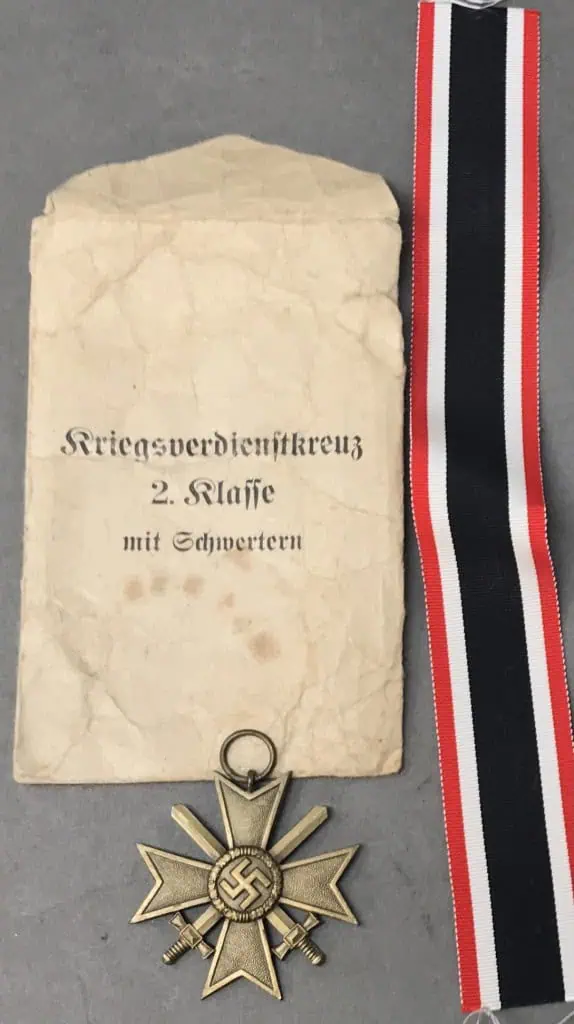 Kriegsverdienstkreuz
2. Klasse
mit Schwertern